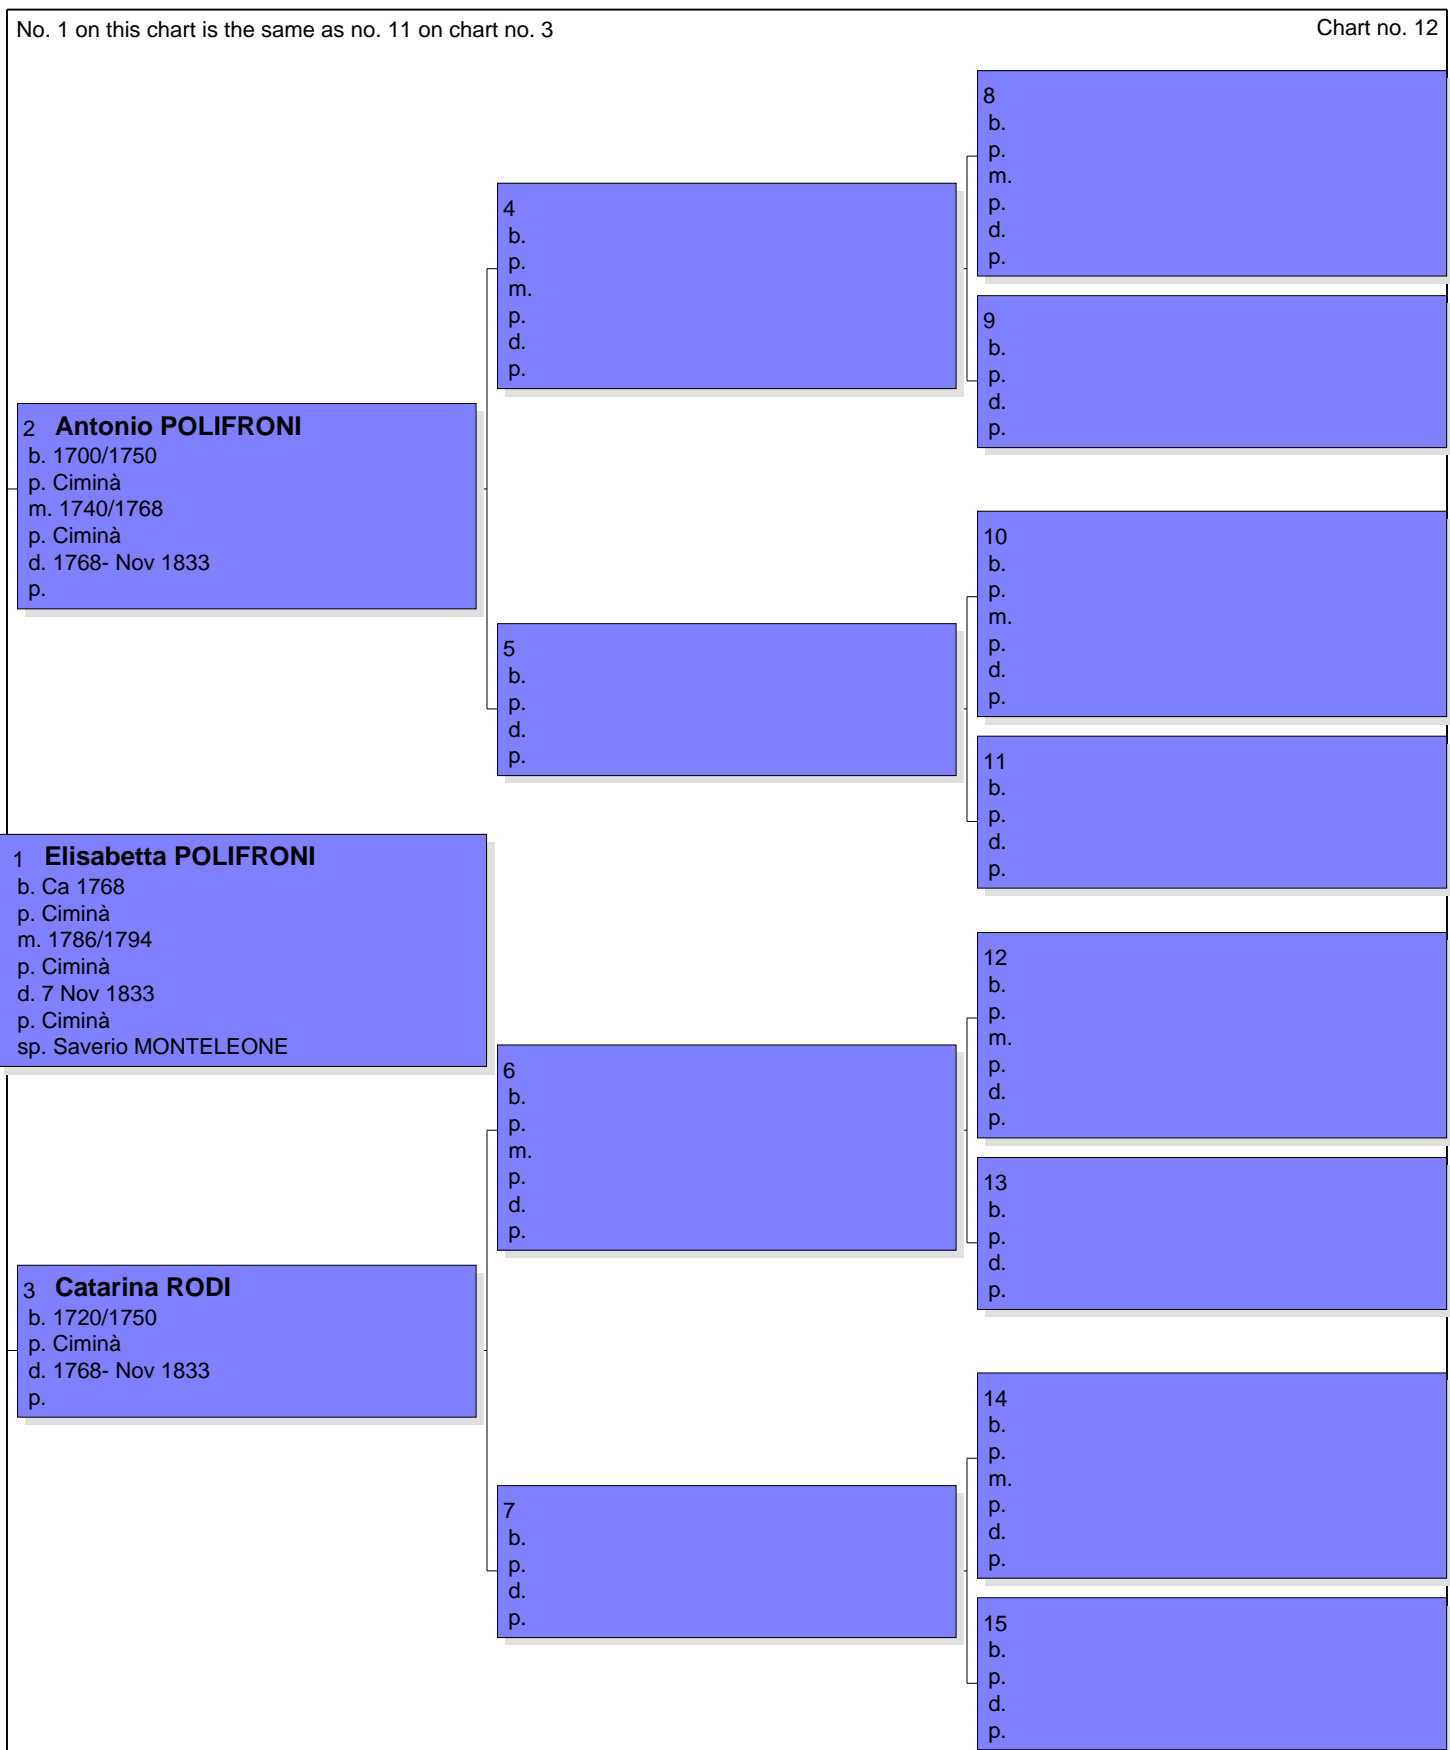 No. 1 on this chart is the same as no. 11 on chart no. 3
Chart no. 12
8
b.
p.
m.
p.
d.
p.
4
b.
p.
m.
p.
d.
p.
9
b.
p.
d.
p.
2 Antonio POLIFRONI
b. 1700/1750
p. Ciminà
m. 1740/1768
p. Ciminà
d. 1768- Nov 1833
p.
10
b.
p.
m.
p.
d.
p.
5
b.
p.
d.
p.
11
b.
p.
d.
p.
1 Elisabetta POLIFRONI
b. Ca 1768
p. Ciminà
m. 1786/1794
p. Ciminà
d. 7 Nov 1833
p. Ciminà
sp. Saverio MONTELEONE
12
b.
p.
m.
p.
d.
p.
6
b.
p.
m.
p.
d.
p.
13
b.
p.
d.
p.
3 Catarina RODI
b. 1720/1750
p. Ciminà
d. 1768- Nov 1833
p.
14
b.
p.
m.
p.
d.
p.
7
b.
p.
d.
p.
15
b.
p.
d.
p.